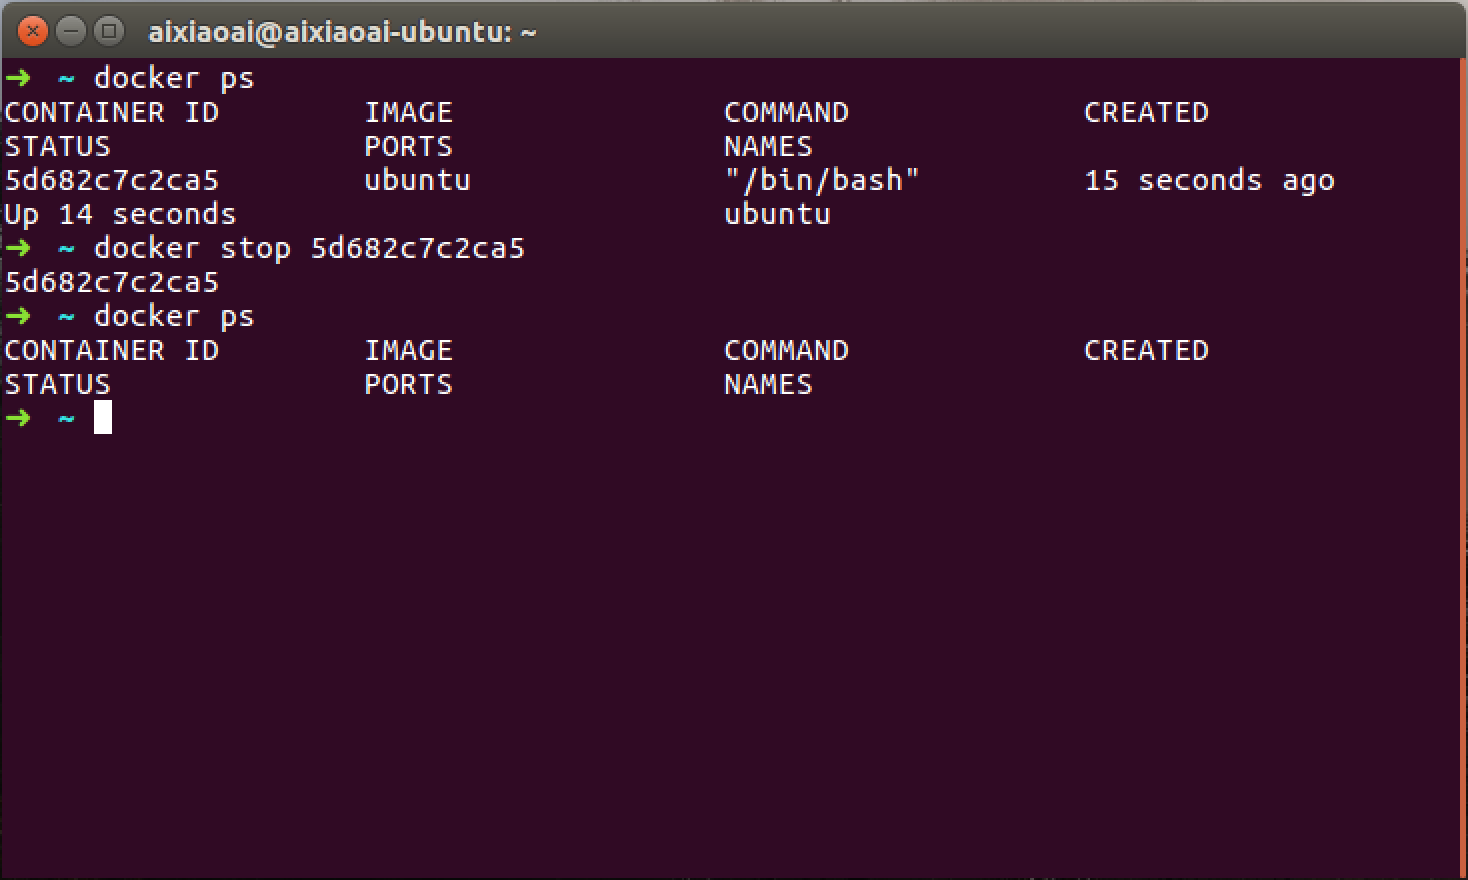 aixiaoai@aixiaoai-ubuntu: ~
➜ ~ docker ps
CONTAINER ID IMAGE COMMAND CREATED
STATUS PORTS NAMES
5d682c7c2ca5 ubuntu "/bin/bash" 15 seconds ago
Up 14 seconds ubuntu
➜ ~ docker stop 5d682c7c2ca5
5d682c7c2ca5
➜ ~ docker ps
CONTAINER ID IMAGE COMMAND CREATED
STATUS PORTS NAMES
➜ ~